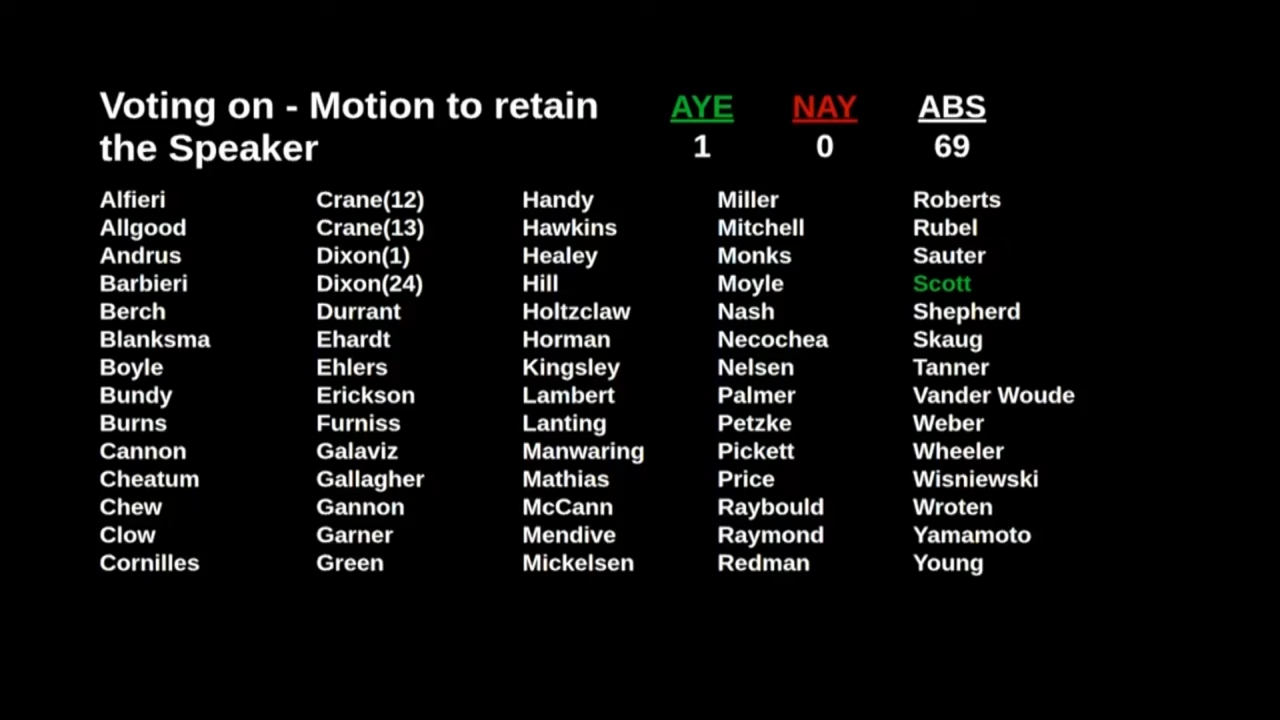 Voting on - Motion to retain
the Speaker
AYE NAY ABS
1 0 69
Alfieri Crane(12) Handy Miller Roberts
Allgood Crane(13) Hawkins Mitchell Rubel
Andrus Dixon(1) Healey Monks Sauter
Barbieri Dixon(24) Hill Moyle Scott
Berch Durrant Holtzclaw Nash Shepherd
Blanksma Ehardt Horman Necochea Skaug
Boyle Ehlers Kingsley Nelsen Tanner
Bundy Erickson Lambert Palmer Vander Woude
Burns Furniss Lanting Petzke Weber
Cannon Galaviz Manwaring Pickett Wheeler
Cheatum Gallagher Mathias Price Wisniewski
Chew Gannon McCann Raybould Wroten
Clow Garner Mendive Raymond Yamamoto
Cornilles Green Mickelsen Redman Young